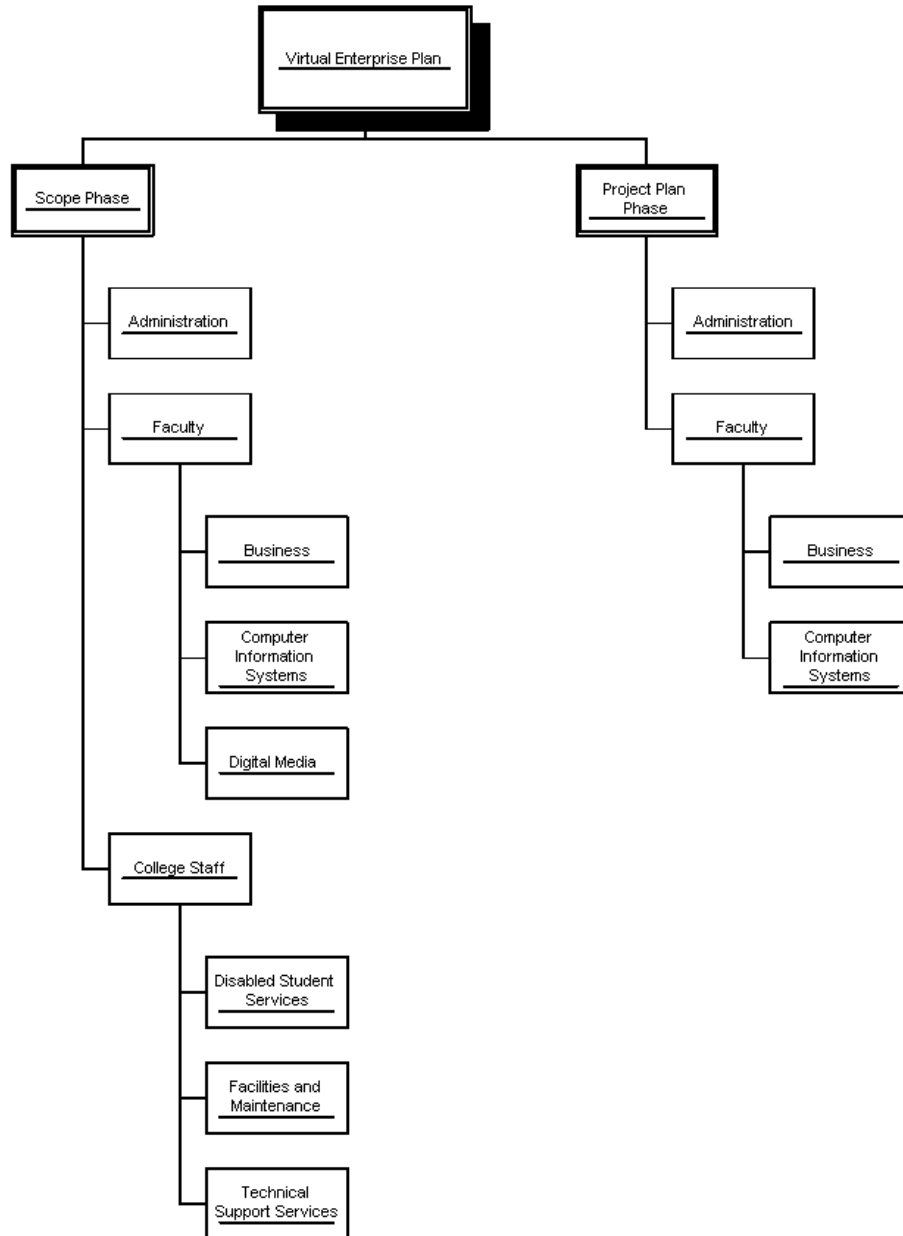 Virtual Enterprise Plan
Scope Phase
Project Plan
Phase
Administration
Administration
Faculty
Faculty
Business
Business
Computer
Information
Systems
Computer
Information
Systems
Digital Media
College Staff
Disabled Student
Services
Facilities and
Maintenance
Technical
Support Services